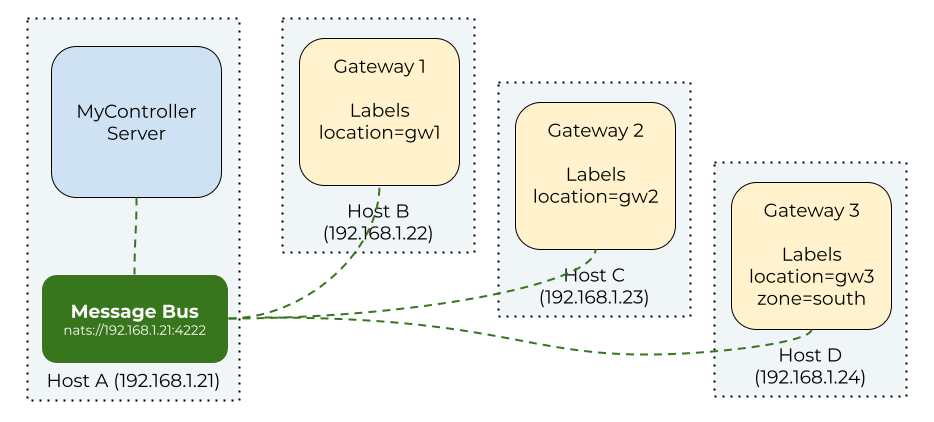 MyController
Server
Message Bus
nats://192.168.1.21:4222
Host A (192.168.1.21)
Gateway 1
Labels
location=gw1
Host B
(192.168.1.22)
Gateway 2
Labels
location=gw2
Host C
(192.168.1.23)
Gateway 3
Labels
location=gw3
zone=south
Host D
(192.168.1.24)